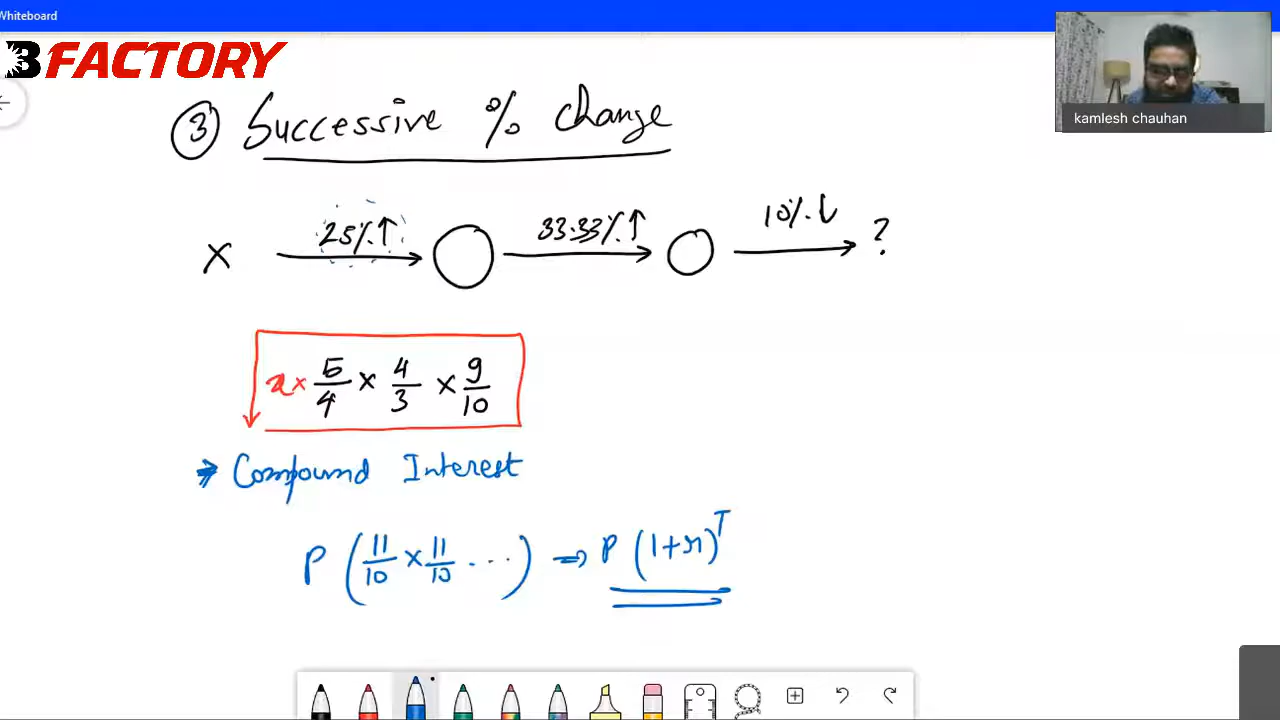 Whiteboard
3FACTORY
kamlesh chauhan
③ Successive % change
x 25%↑ 33.33%↑ 10%↓ ?
x × 5/4 × 4/3 × 9/10
→ Compound Interest
P (11/10 × 11/10 ...) ⇒ P (1+r)^T